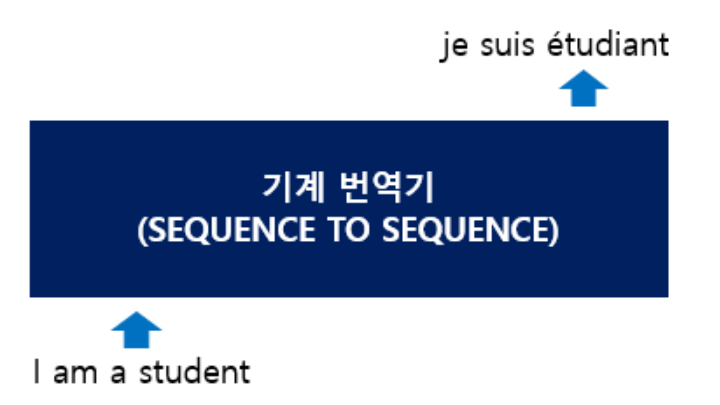 je suis étudiant
기계 번역기
(SEQUENCE TO SEQUENCE)
I am a student